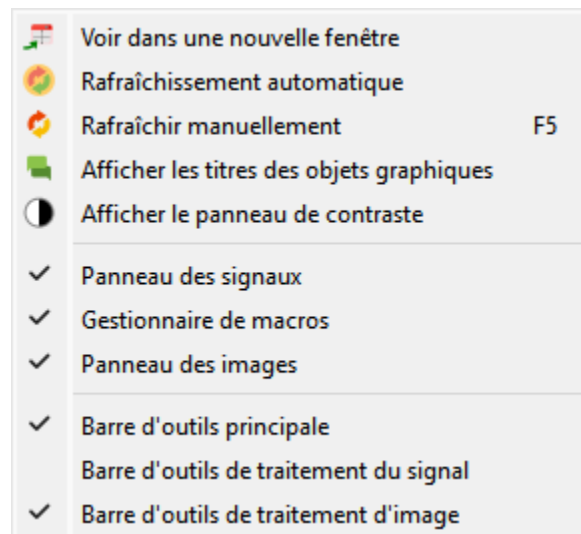 Voir dans une nouvelle fenêtre
Rafraîchissement automatique
Rafraîchir manuellement F5
Afficher les titres des objets graphiques
Afficher le panneau de contraste
Panneau des signaux
Gestionnaire de macros
Panneau des images
Barre d'outils principale
Barre d'outils de traitement du signal
Barre d'outils de traitement d'image